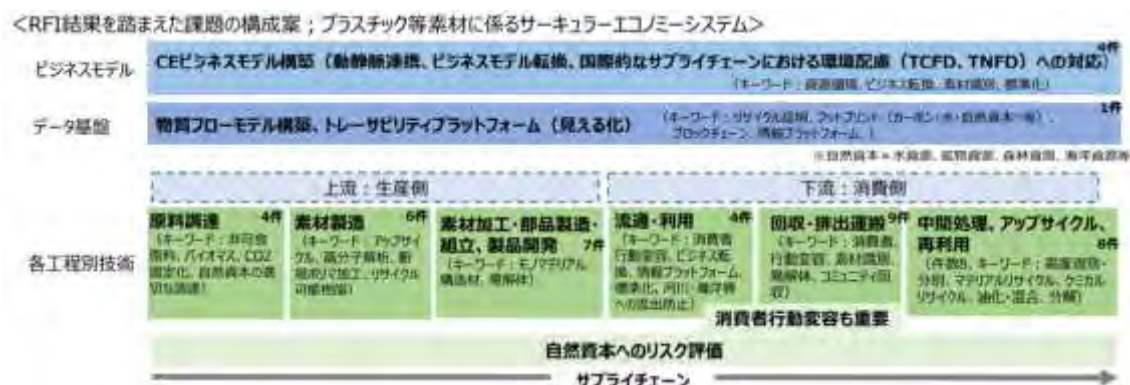 <RFI結果を踏まえた課題の構成案；プラスチック等素材に係るサーキュラーエコノミーシステム>
ビジネスモデル
CEビジネスモデル構築（動静脈連携、ビジネスモデル転換、国際的なサプライチェーンにおける環境配慮（TCFD、TNFD）への対応）
4件
（キーワード：資源循環、ビジネス転換、素材識別、標準化）
データ基盤
物質フローモデル構築、トレーサビリティプラットフォーム（見える化）
（キーワード：リサイクル証明、フットプリント（カーボン・水・自然資本※等）、
ブロックチェーン、情報プラットフォーム、）
1件
※自然資本＝水資源、鉱物資源、森林資源、海洋資源等
上流：生産側
下流：消費側
各工程別技術
原料調達 4件
（キーワード：非可食
原料、バイオマス、CO2
固定化、自然資本の適
切な調達）
素材製造 6件
（キーワード：アップサイ
クル、高分子解析、
リサイクル
可能樹脂）
素材加工・部品製造・
組立、製品開発 7件
（キーワード：モノマテリアル
構造材、易解体）
流通・利用 4件
（キーワード：消費者
行動変容、ビジネス転
換、情報プラットフォーム、
標準化、河川・海洋等
への流出防止）
回収・排出運搬 9件
（キーワード：消費者
行動変容、素材識別、
易解体、コミュニティ回
収）
中間処理、アップサイクル、
再利用 8件
（件数8、キーワード：高度選別・
分別、マテリアルリサイクル、ケミカル
リサイクル、油化・混合、分解）
消費者行動変容も重要
自然資本へのリスク評価
サプライチェーン